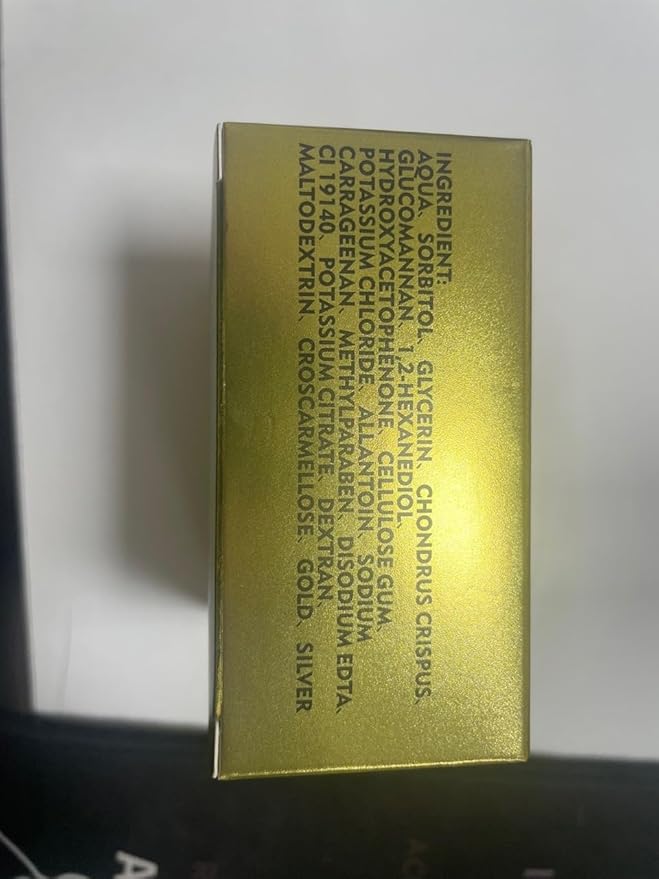 INGREDIENT:
AQUA、SORBITOL、GLYCERIN、CHONDRUS CRISPUS、
GLUCOMANNAN、1,2-HEXANEDIOL、
HYDROXYACETOPHENONE、CELLULOSE GUM、
POTASSIUM CHLORIDE、ALLANTOIN、SODIUM
CARRAGEENAN、METHYLPARABEN、DISODIUM EDTA、
CI 19140、POTASSIUM CITRATE、DEXTRAN、
MALTODEXTRIN、CROSCARMELLOSE、GOLD、SILVER